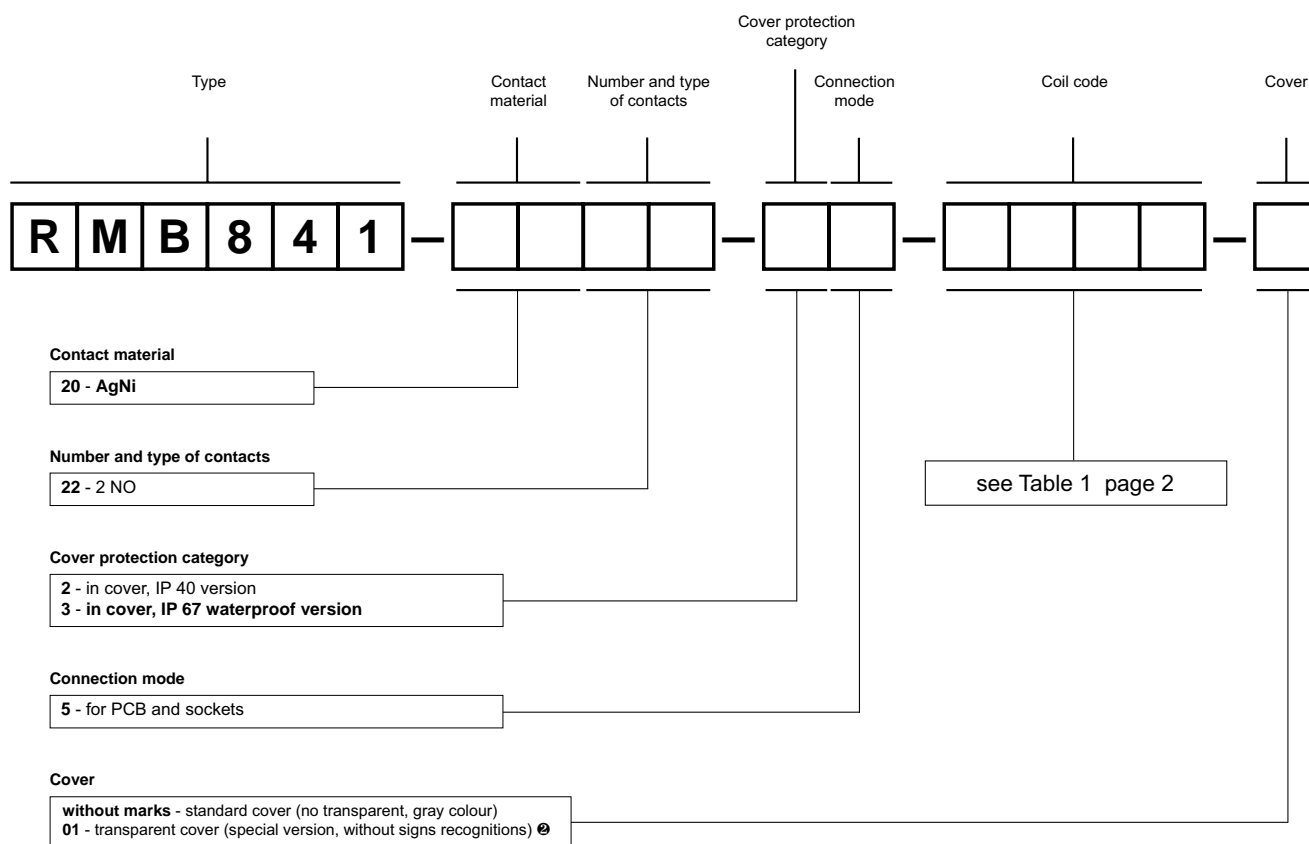 Cover protection
category
Type
Contact
material
Number and type
of contacts
Connection
mode
Coil code
Cover
R M B 8 4 1 — — — —
Contact material
20 - AgNi
Number and type of contacts
22 - 2 NO
see Table 1 page 2
Cover protection category
2 - in cover, IP 40 version
3 - in cover, IP 67 waterproof version
Connection mode
5 - for PCB and sockets
Cover
without marks - standard cover (no transparent, gray colour)
01 - transparent cover (special version, without signs recognitions) ❷